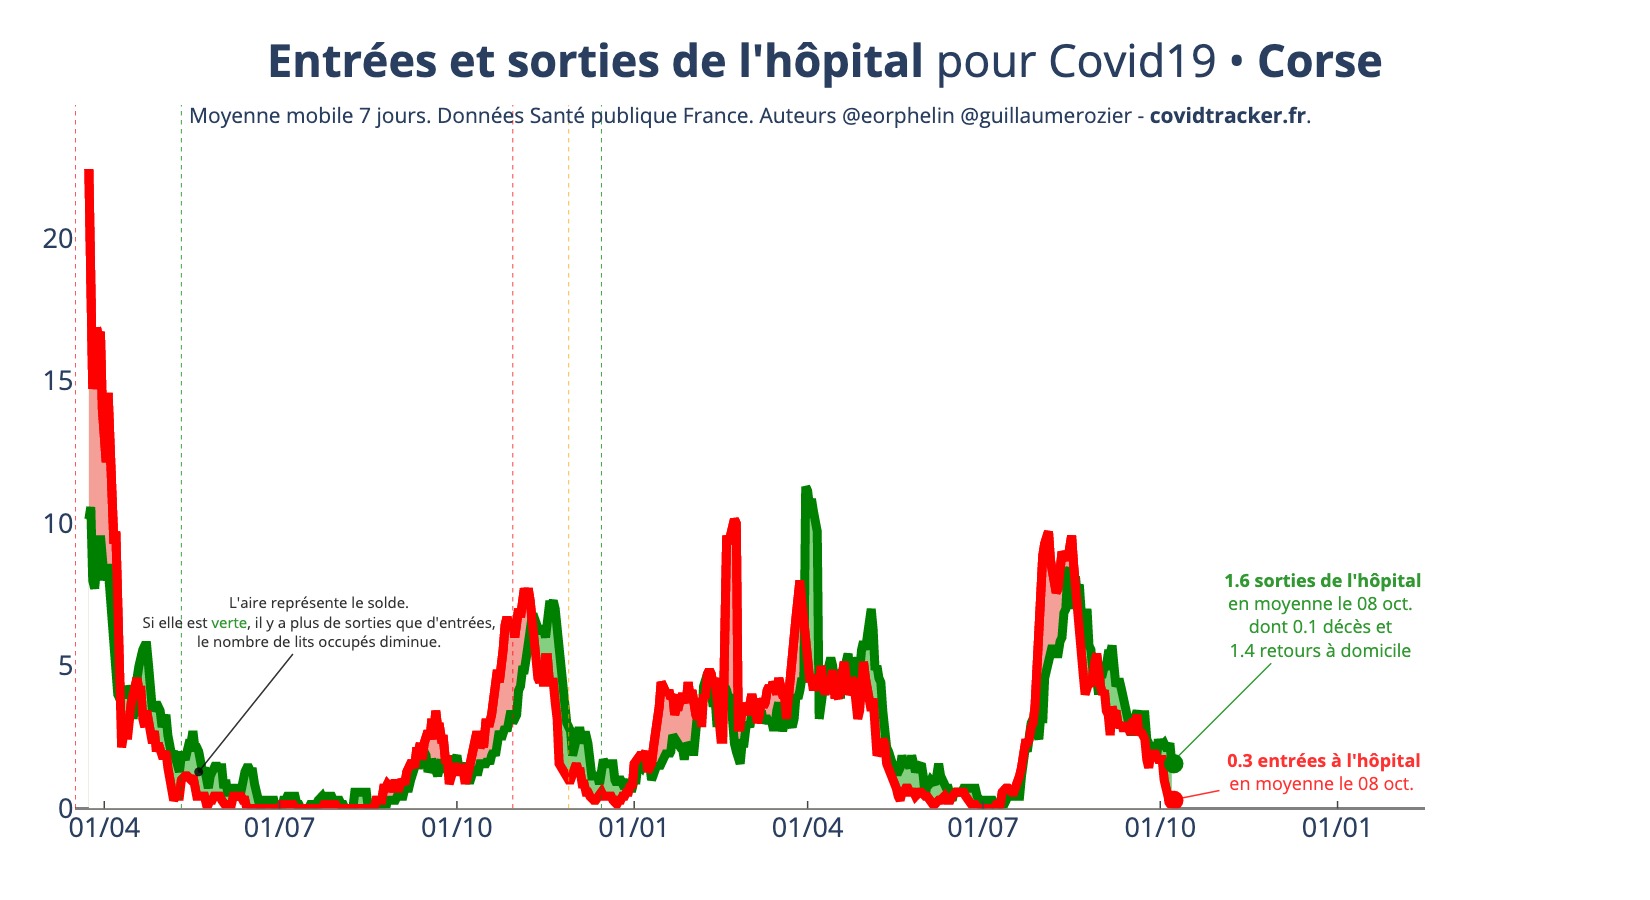 Entrées et sorties de l'hôpital pour Covid19 • Corse
Moyenne mobile 7 jours. Données Santé publique France. Auteurs @eorphelin @guillaumerozier - covidtracker.fr.
20
15
10
5
0
L'aire représente le solde.
Si elle est verte, il y a plus de sorties que d'entrées,
le nombre de lits occupés diminue.
1.6 sorties de l'hôpital
en moyenne le 08 oct.
dont 0.1 décès et
1.4 retours à domicile
0.3 entrées à l'hôpital
en moyenne le 08 oct.
01/04 01/07 01/10 01/01 01/04 01/07 01/10 01/01